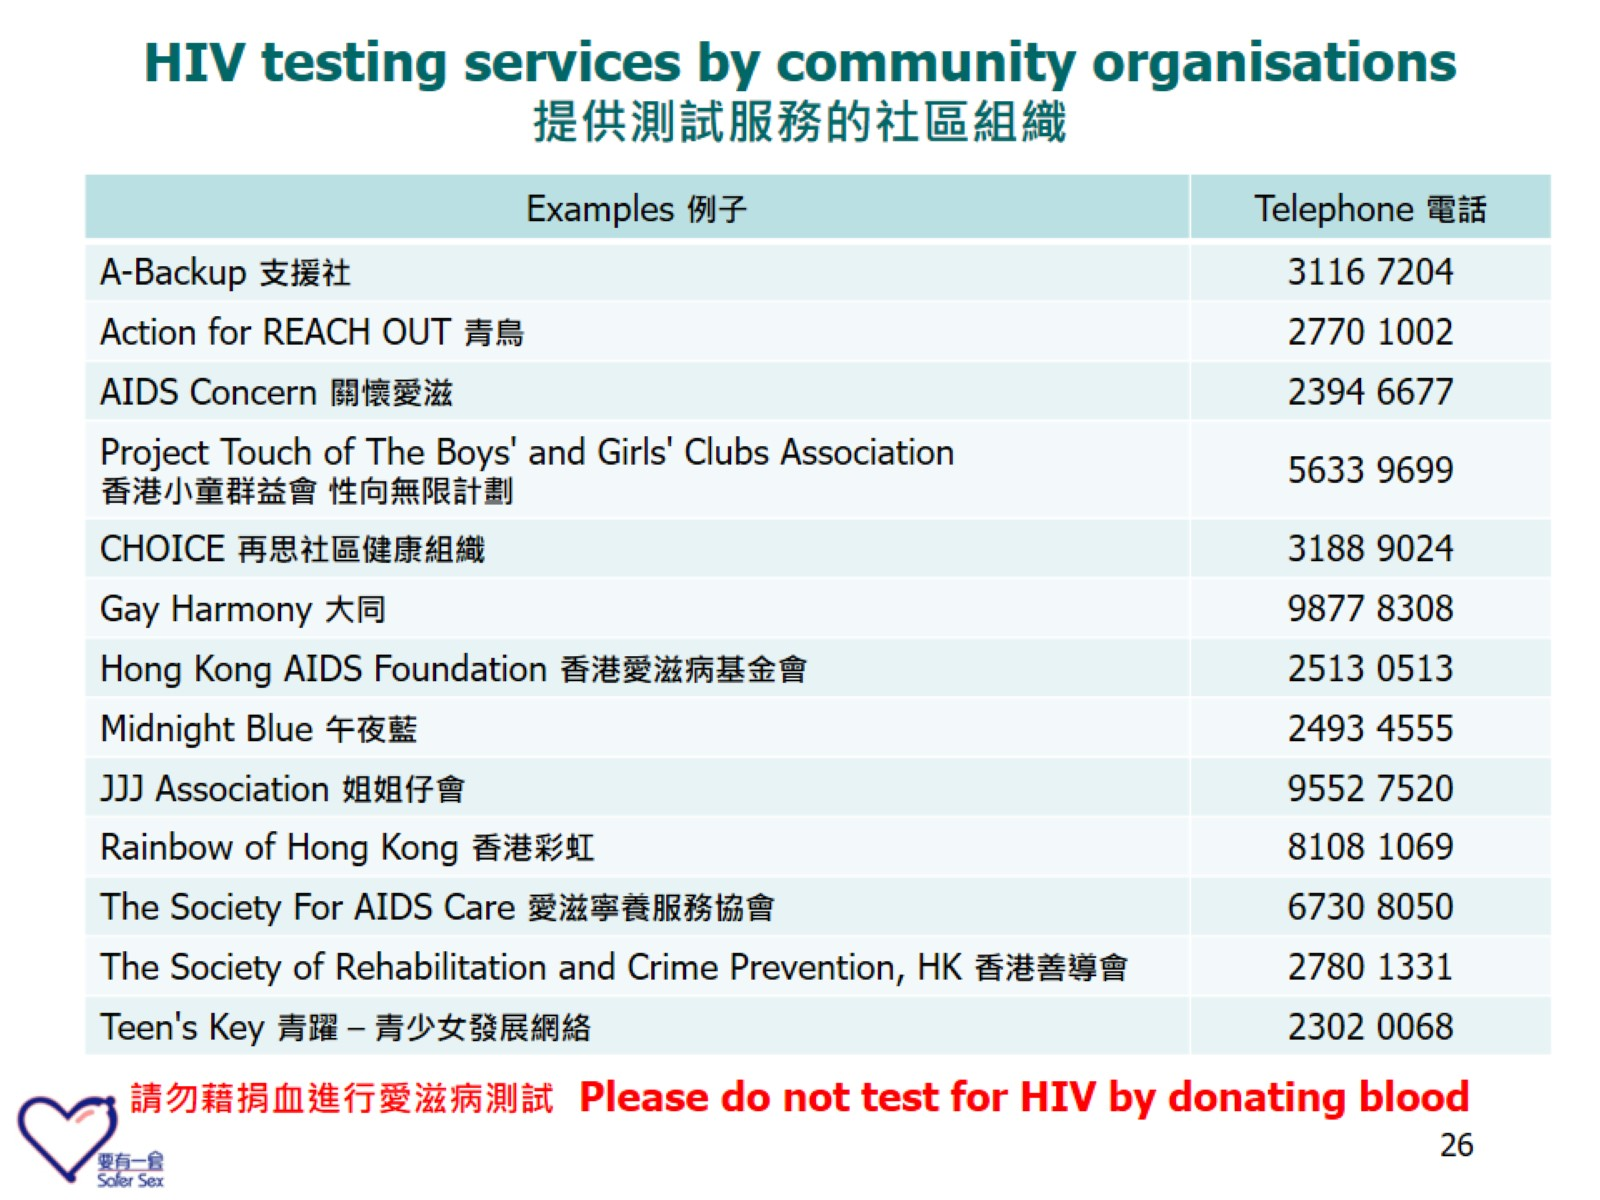 HIV testing services by community organisations
提供測試服務的社區組織
Examples 例子 Telephone 電話
A-Backup 支援社 3116 7204
Action for REACH OUT 青鳥 2770 1002
AIDS Concern 關懷愛滋 2394 6677
Project Touch of The Boys' and Girls' Clubs Association
香港小童群益會 性向無限計劃 5633 9699
CHOICE 再思社區健康組織 3188 9024
Gay Harmony 大同 9877 8308
Hong Kong AIDS Foundation 香港愛滋病基金會 2513 0513
Midnight Blue 午夜藍 2493 4555
JJJ Association 姐姐仔會 9552 7520
Rainbow of Hong Kong 香港彩虹 8108 1069
The Society For AIDS Care 愛滋寧養服務協會 6730 8050
The Society of Rehabilitation and Crime Prevention, HK 香港善導會 2780 1331
Teen's Key 青躍 – 青少女發展網絡 2302 0068
請勿藉捐血進行愛滋病測試 Please do not test for HIV by donating blood
26
要有一套
Safer Sex